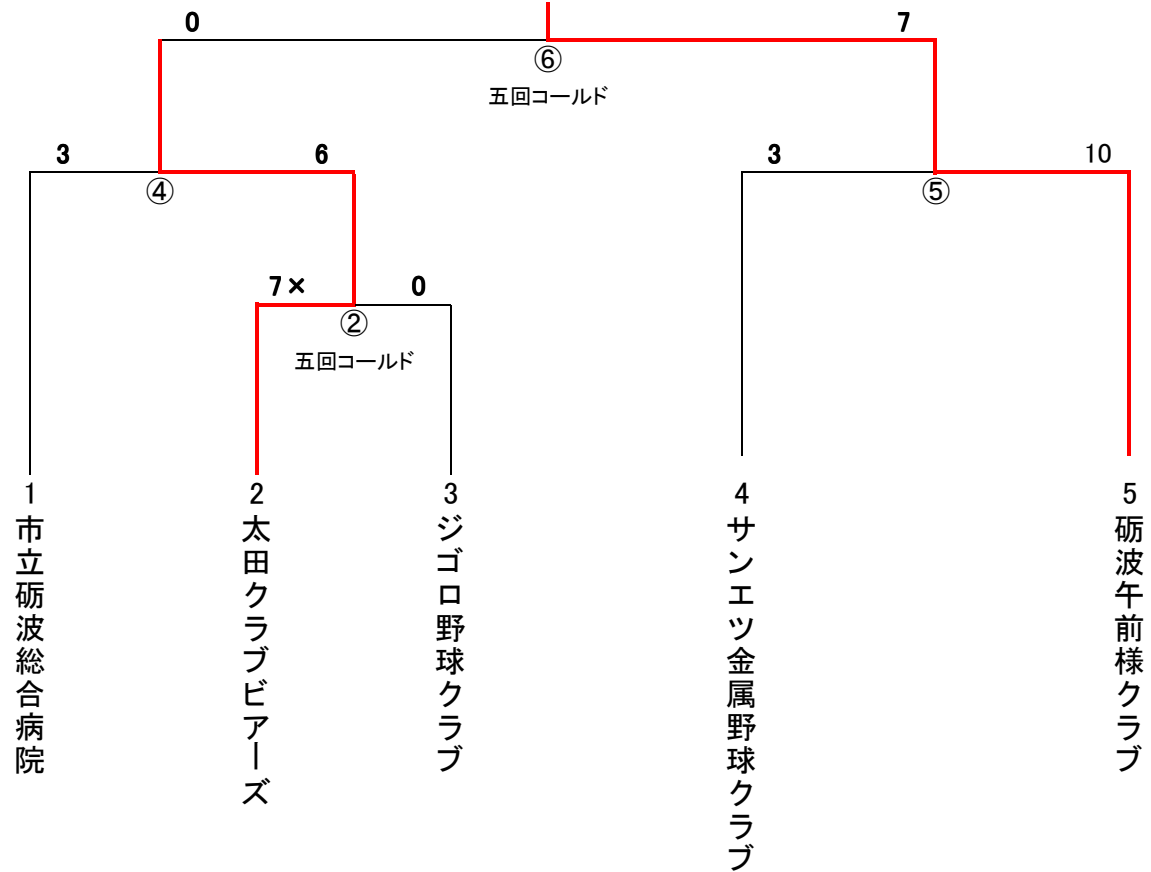 0 7
⑥
五回コールド
3 6 3 10
④ ⑤
7× 0
②
五回コールド
1 2 3 4 5
市立砺波総合病院
太田クラブビアーズ
ジゴロ野球クラブ
サンエツ金属野球クラブ
砺波午前様クラブ